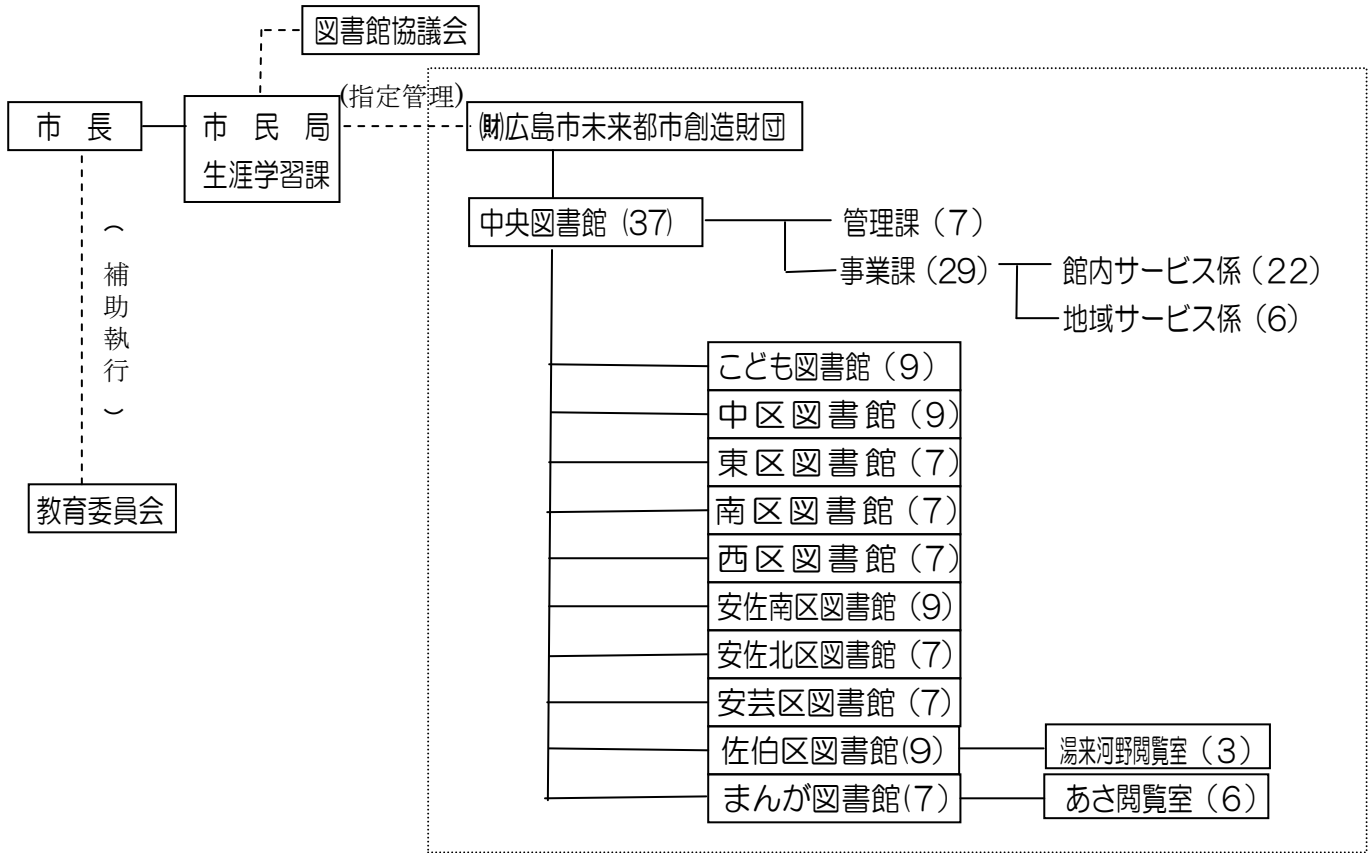 図書館協議会
(指定管理)
市 長
市 民 局
生涯学習課
㈶広島市未来都市創造財団
中央図書館 (37)
管理課 (7)
事業課 (29)
館内サービス係 (22)
地域サービス係 (6)
(補助執行)
教育委員会
こども図書館 (9)
中区図書館 (9)
東区図書館 (7)
南区図書館 (7)
西区図書館 (7)
安佐南区図書館 (9)
安佐北区図書館 (7)
安芸区図書館 (7)
佐伯区図書館(9)
湯来河野閲覧室 (3)
まんが図書館(7)
あさ閲覧室 (6)